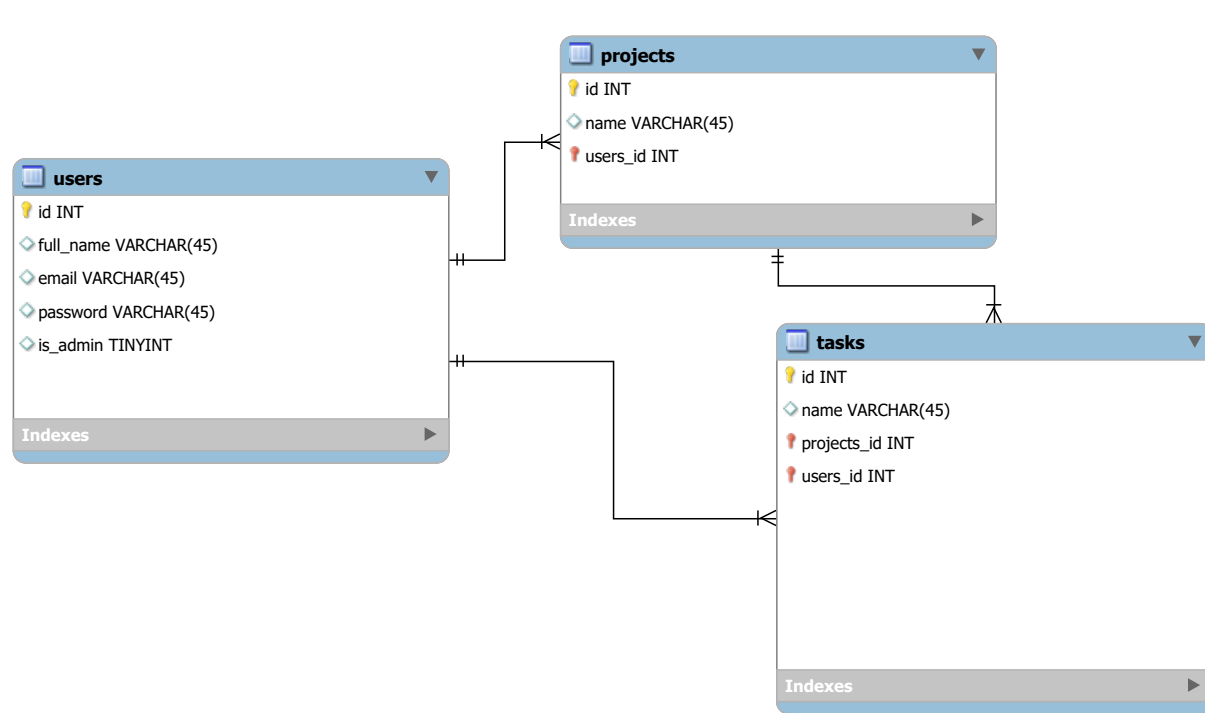 projects
id INT
name VARCHAR(45)
users_id INT
Indexes
users
id INT
full_name VARCHAR(45)
email VARCHAR(45)
password VARCHAR(45)
is_admin TINYINT
Indexes
tasks
id INT
name VARCHAR(45)
projects_id INT
users_id INT
Indexes